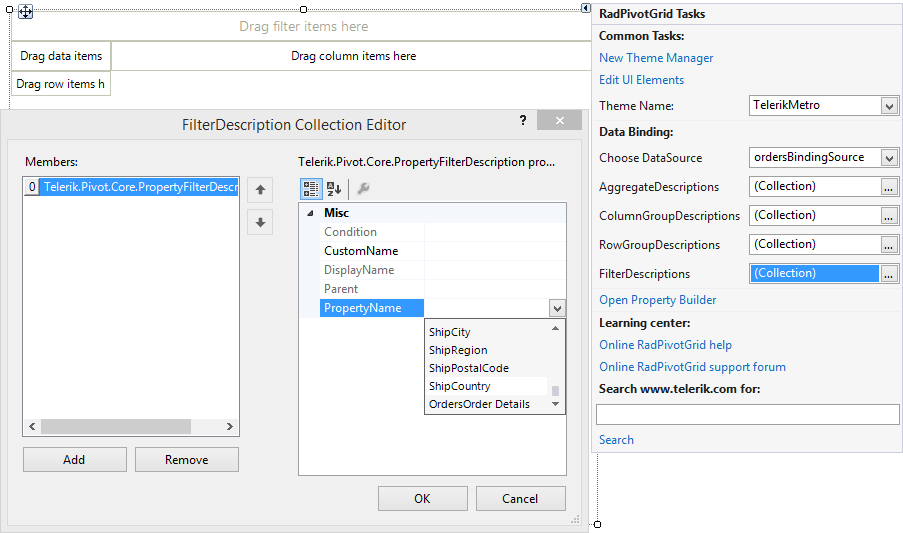 Drag filter items here
Drag data items
Drag column items here
Drag row items h
FilterDescription Collection Editor
?
Members:
0 Telerik.Pivot.Core.PropertyFilterDescr
Add
Remove
Telerik.Pivot.Core.PropertyFilterDescription pro...
Misc
Condition
CustomName
DisplayName
Parent
PropertyName
ShipCity
ShipRegion
ShipPostalCode
ShipCountry
OrdersOrder Details
OK
Cancel
RadPivotGrid Tasks
Common Tasks:
New Theme Manager
Edit UI Elements
Theme Name: TelerikMetro
Data Binding:
Choose DataSource ordersBindingSource
AggregateDescriptions (Collection) ...
ColumnGroupDescriptions (Collection) ...
RowGroupDescriptions (Collection) ...
FilterDescriptions (Collection) ...
Open Property Builder
Learning center:
Online RadPivotGrid help
Online RadPivotGrid support forum
Search www.telerik.com for:
Search